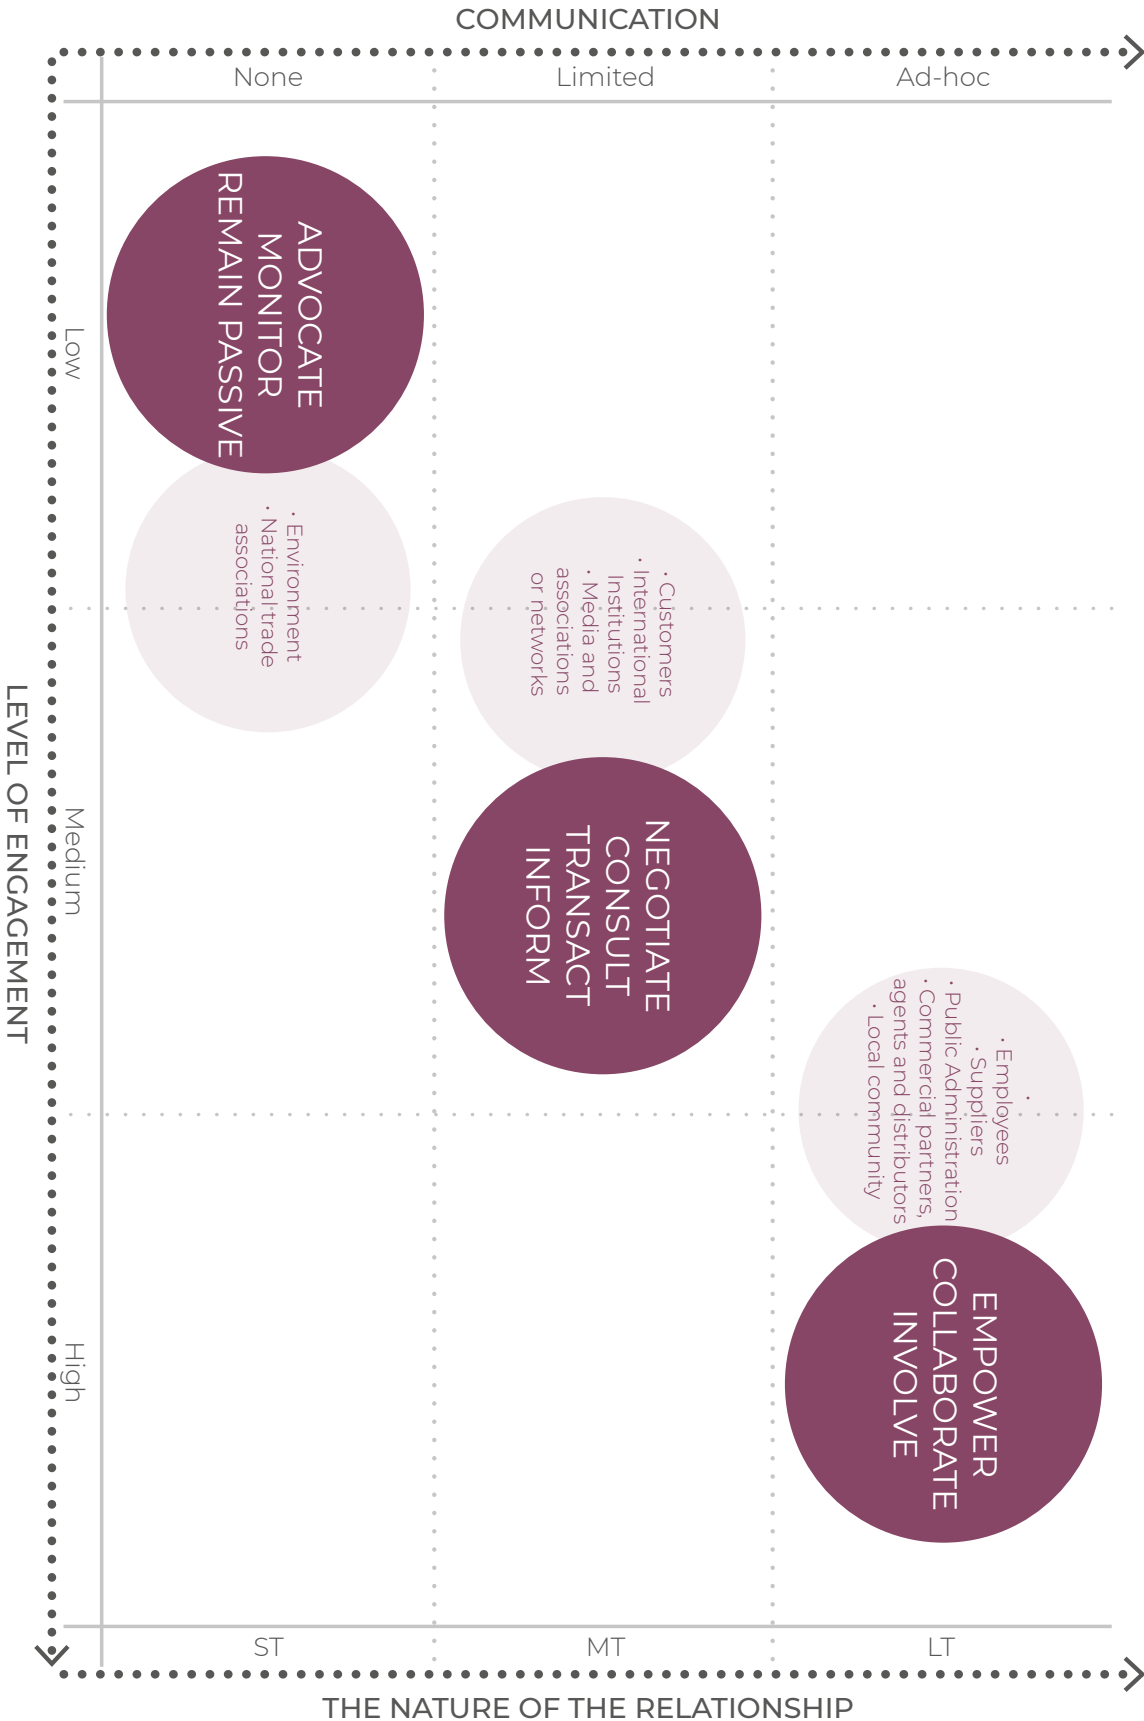 COMMUNICATION
None
Limited
Ad-hoc
LEVEL OF ENGAGEMENT
Low
Medium
High
ADVOCATE
MONITOR
REMAIN PASSIVE
· Environment
· National trade
associations
· Customers
· International
Institutions
· Media and
associations
or networks
NEGOTIATE
CONSULT
TRANSACT
INFORM
·
· Employees
· Suppliers
· Public Administration
· Commercial partners,
agents and distributors
· Local community
EMPOWER
COLLABORATE
INVOLVE
ST
MT
LT
THE NATURE OF THE RELATIONSHIP